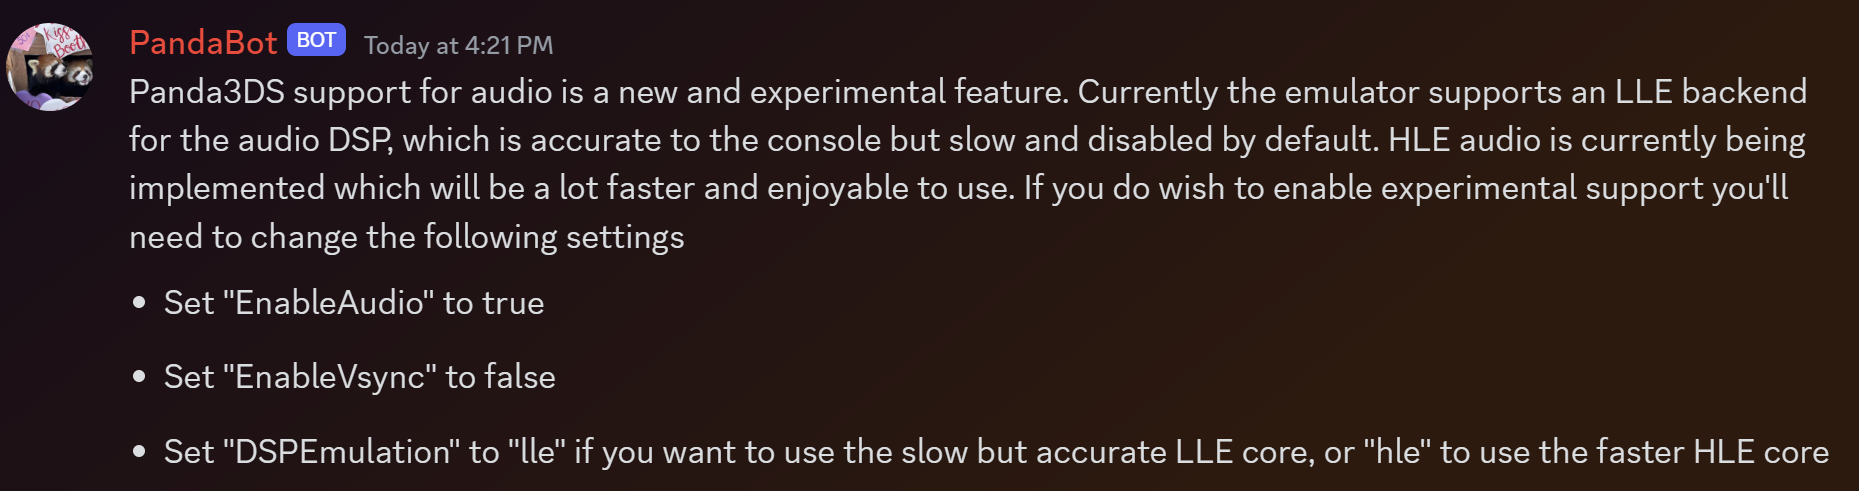 Kiss
Booth
PandaBot BOT Today at 4:21 PM
Panda3DS support for audio is a new and experimental feature. Currently the emulator supports an LLE backend
for the audio DSP, which is accurate to the console but slow and disabled by default. HLE audio is currently being
implemented which will be a lot faster and enjoyable to use. If you do wish to enable experimental support you'll
need to change the following settings
• Set "EnableAudio" to true
• Set "EnableVsync" to false
• Set "DSPEmulation" to "lle" if you want to use the slow but accurate LLE core, or "hle" to use the faster HLE core